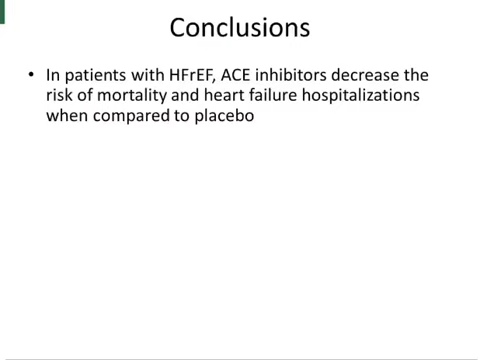 Conclusions
• In patients with HFrEF, ACE inhibitors decrease the
risk of mortality and heart failure hospitalizations
when compared to placebo